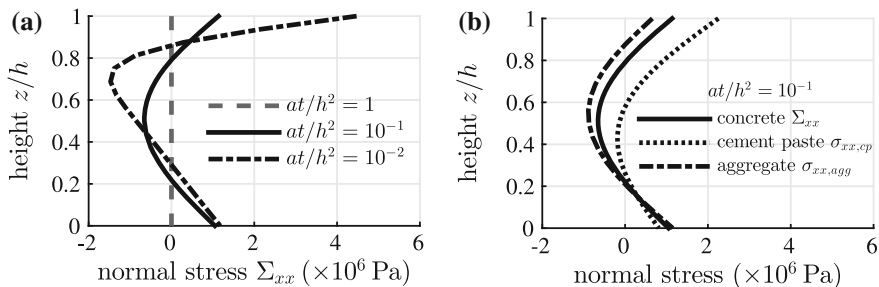 (a)
height z/h
1
0.8
0.6
0.4
0.2
0
-2
0
2
4
6
normal stress Σxx (×10⁶ Pa)
at/h² = 1
at/h² = 10⁻¹
at/h² = 10⁻²
(b)
height z/h
1
0.8
0.6
0.4
0.2
0
-2
0
2
4
6
normal stress (×10⁶ Pa)
at/h² = 10⁻¹
concrete Σxx
cement paste σxx,cp
aggregate σxx,agg